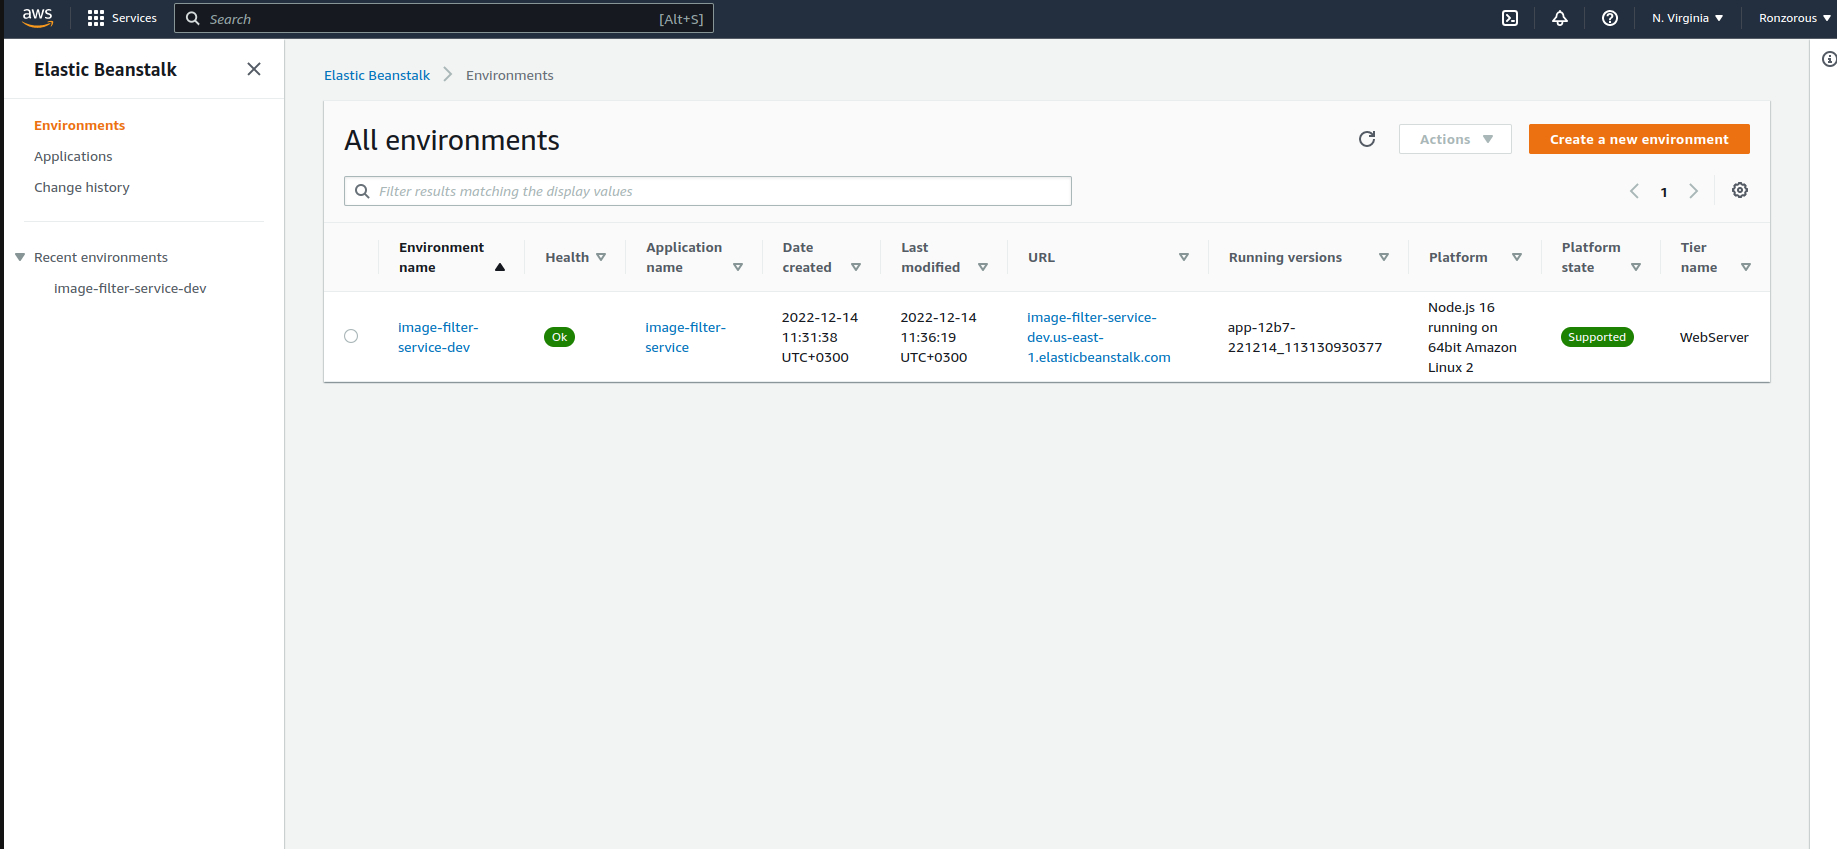 aws
Services
Search
[Alt+S]
N. Virginia
Ronzorous
Elastic Beanstalk
Environments
Applications
Change history
Recent environments
image-filter-service-dev
Elastic Beanstalk
Environments
All environments
Actions
Create a new environment
Filter results matching the display values
1
Environment
name
Health
Application
name
Date
created
Last
modified
URL
Running versions
Platform
Platform
state
Tier
name
image-filter-
service-dev
Ok
image-filter-
service
2022-12-14
11:31:38
UTC+0300
2022-12-14
11:36:19
UTC+0300
image-filter-service-
dev.us-east-
1.elasticbeanstalk.com
app-12b7-
221214_113130930377
Node.js 16
running on
64bit Amazon
Linux 2
Supported
WebServer